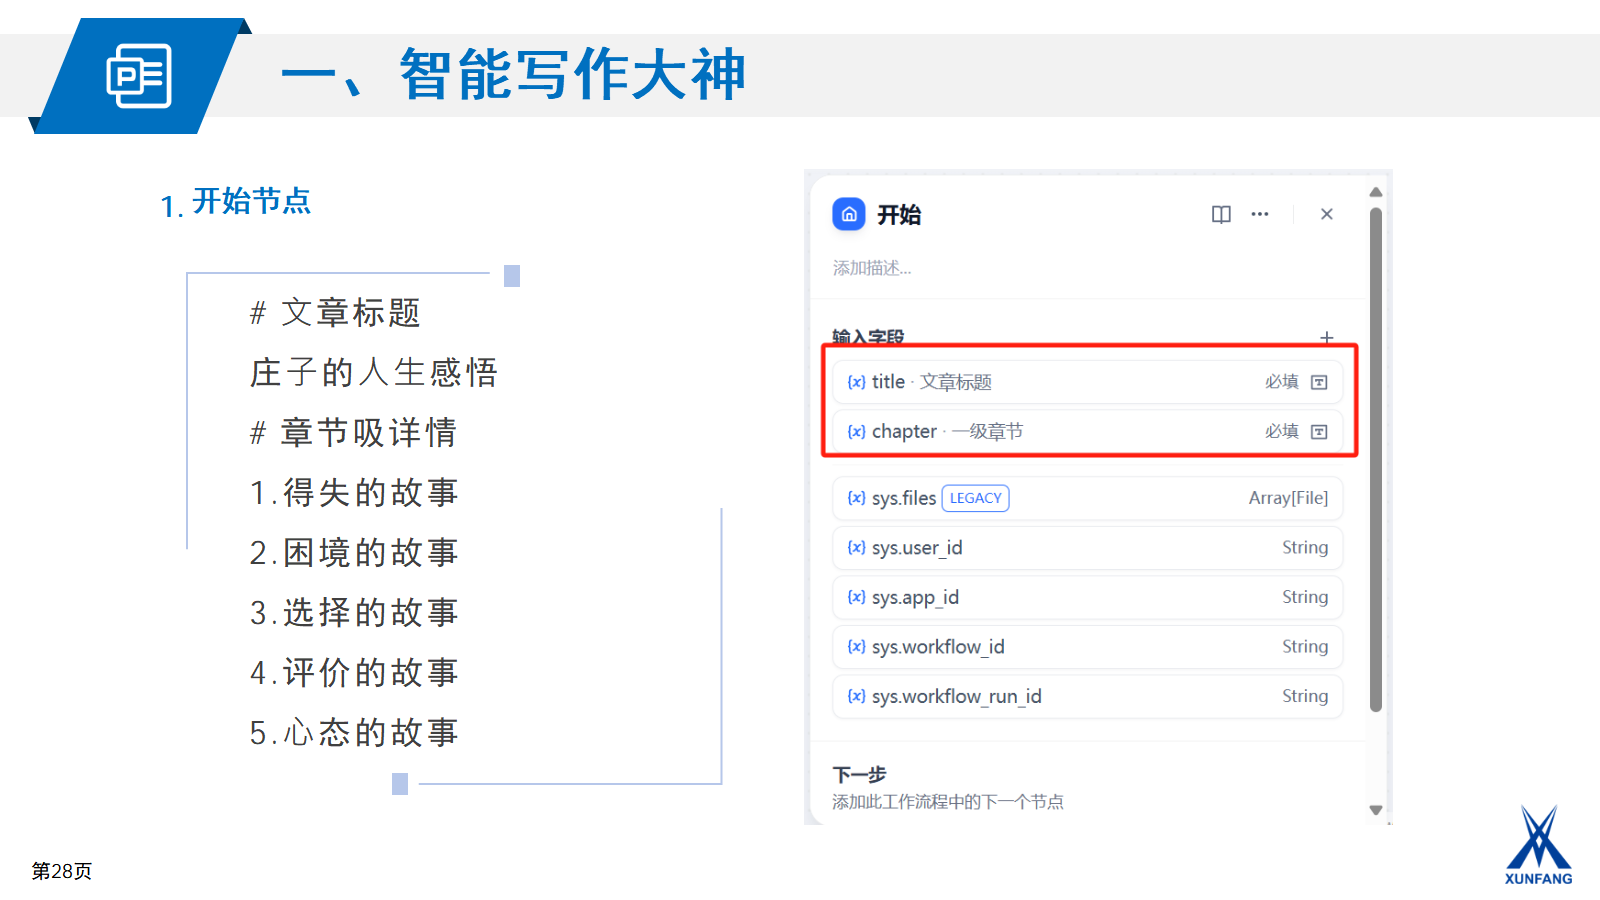 一、智能写作大神
1. 开始节点
# 文章标题
庄子的人生感悟
# 章节吸详情
1.得失的故事
2.困境的故事
3.选择的故事
4.评价的故事
5.心态的故事
开始
添加描述...
输入字段
{x} title · 文章标题 必填
{x} chapter · 一级章节 必填
{x} sys.files LEGACY Array[File]
{x} sys.user_id String
{x} sys.app_id String
{x} sys.workflow_id String
{x} sys.workflow_run_id String
下一步
添加此工作流程中的下一个节点
第28页
XUNFANG